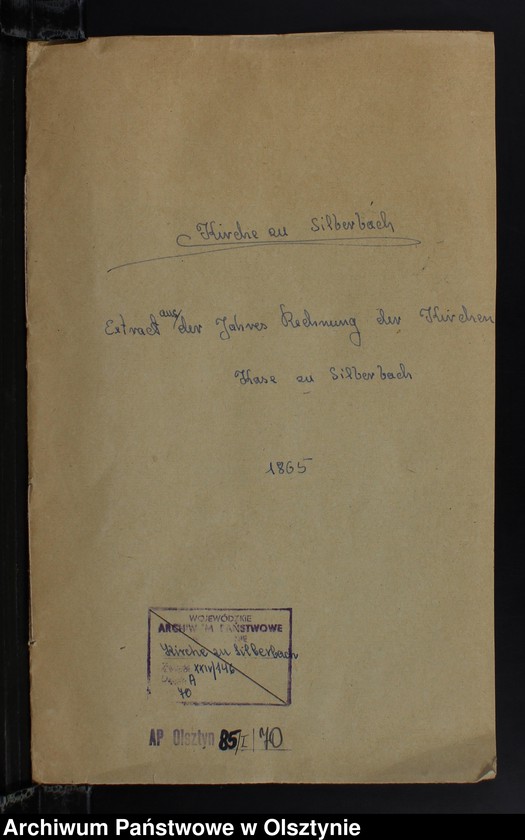 Kirche zu Silberbach
Extract aus der Jahres Rechnung der Kirchen
Kase zu Silberbach
1865
WOJEWÓDZKIE
ARCHIWUM PAŃSTWOWE
Kirche zu Silberbach
XXIV/146
A
70
AP Olsztyn 85/I/70
Archiwum Państwowe w Olsztynie